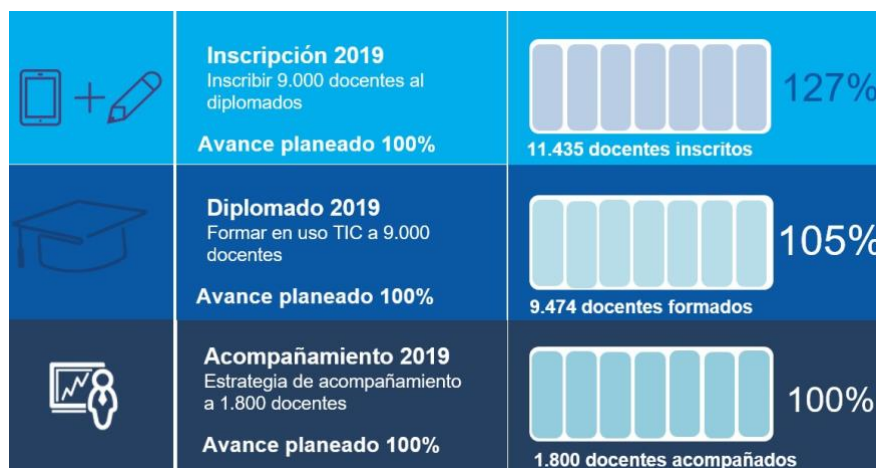 Inscripción 2019
Inscribir 9.000 docentes al
diplomados
Avance planeado 100%
127%
11.435 docentes inscritos
Diplomado 2019
Formar en uso TIC a 9.000
docentes
Avance planeado 100%
105%
9.474 docentes formados
Acompañamiento 2019
Estrategia de acompañamiento
a 1.800 docentes
Avance planeado 100%
100%
1.800 docentes acompañados